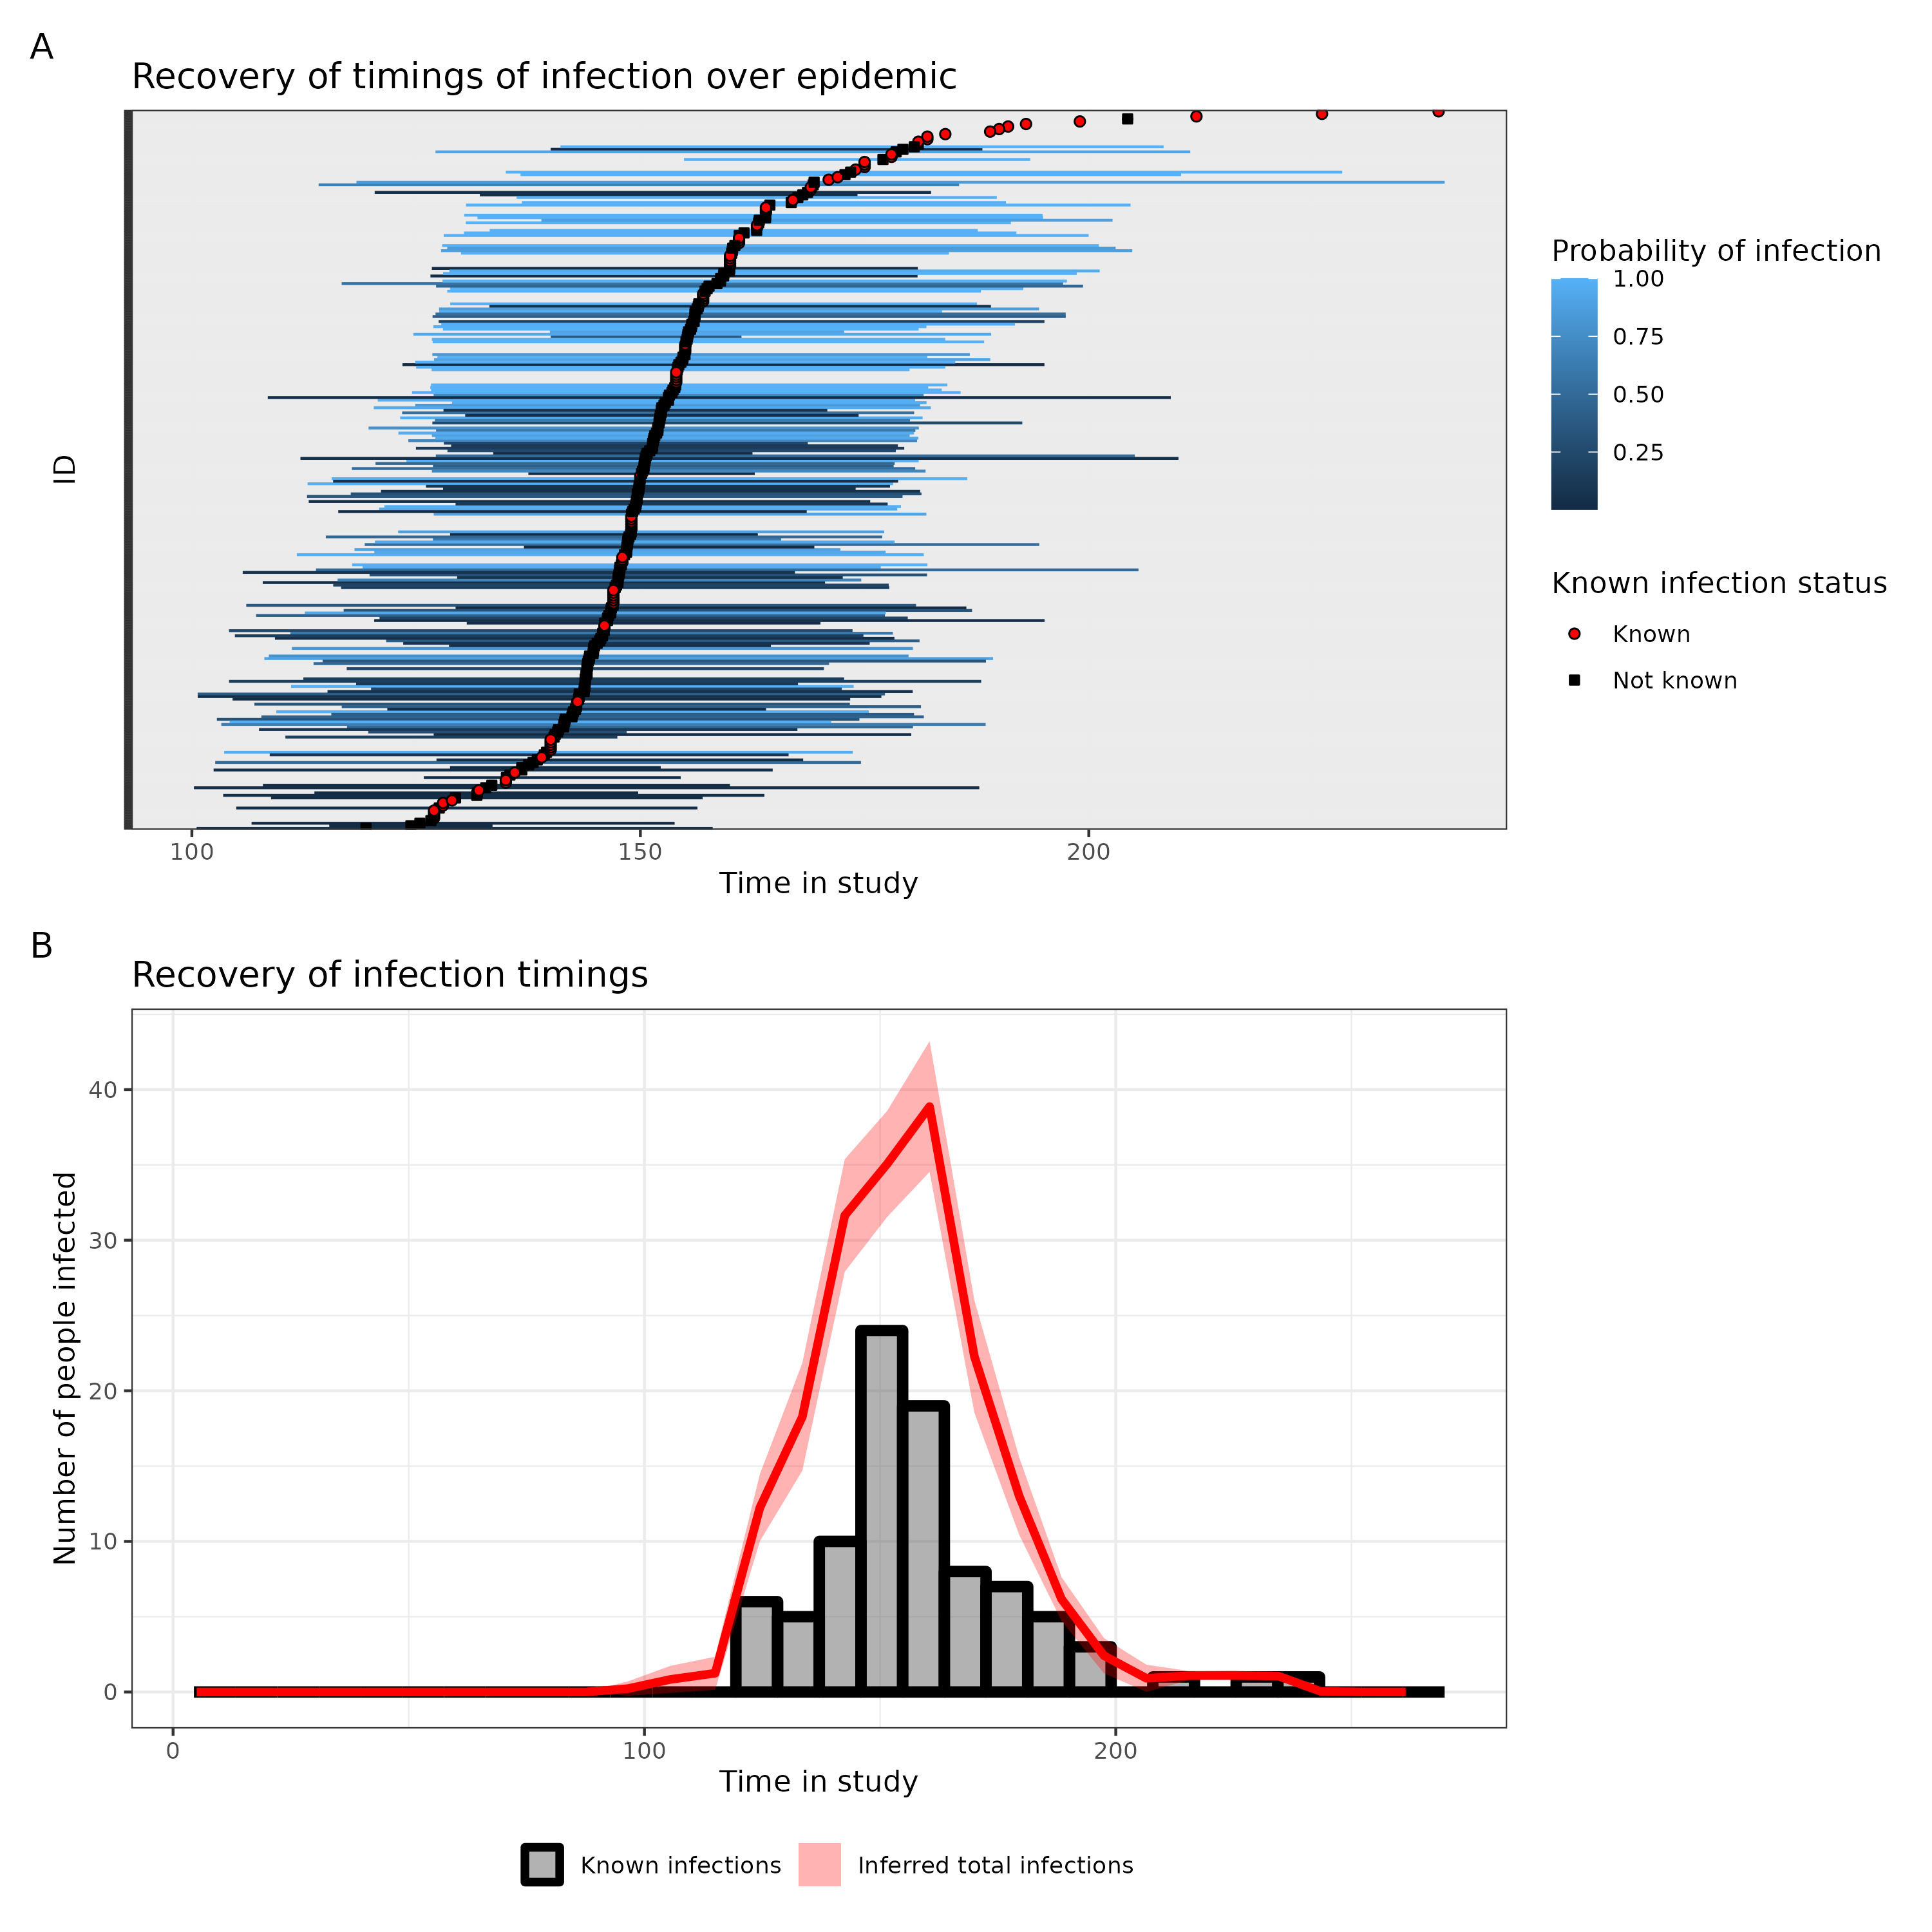 A
Recovery of timings of infection over epidemic
ID
100
150
200
Time in study
Probability of infection
1.00
0.75
0.50
0.25
Known infection status
Known
Not known
B
Recovery of infection timings
Number of people infected
40
30
20
10
0
0
100
200
Time in study
Known infections
Inferred total infections